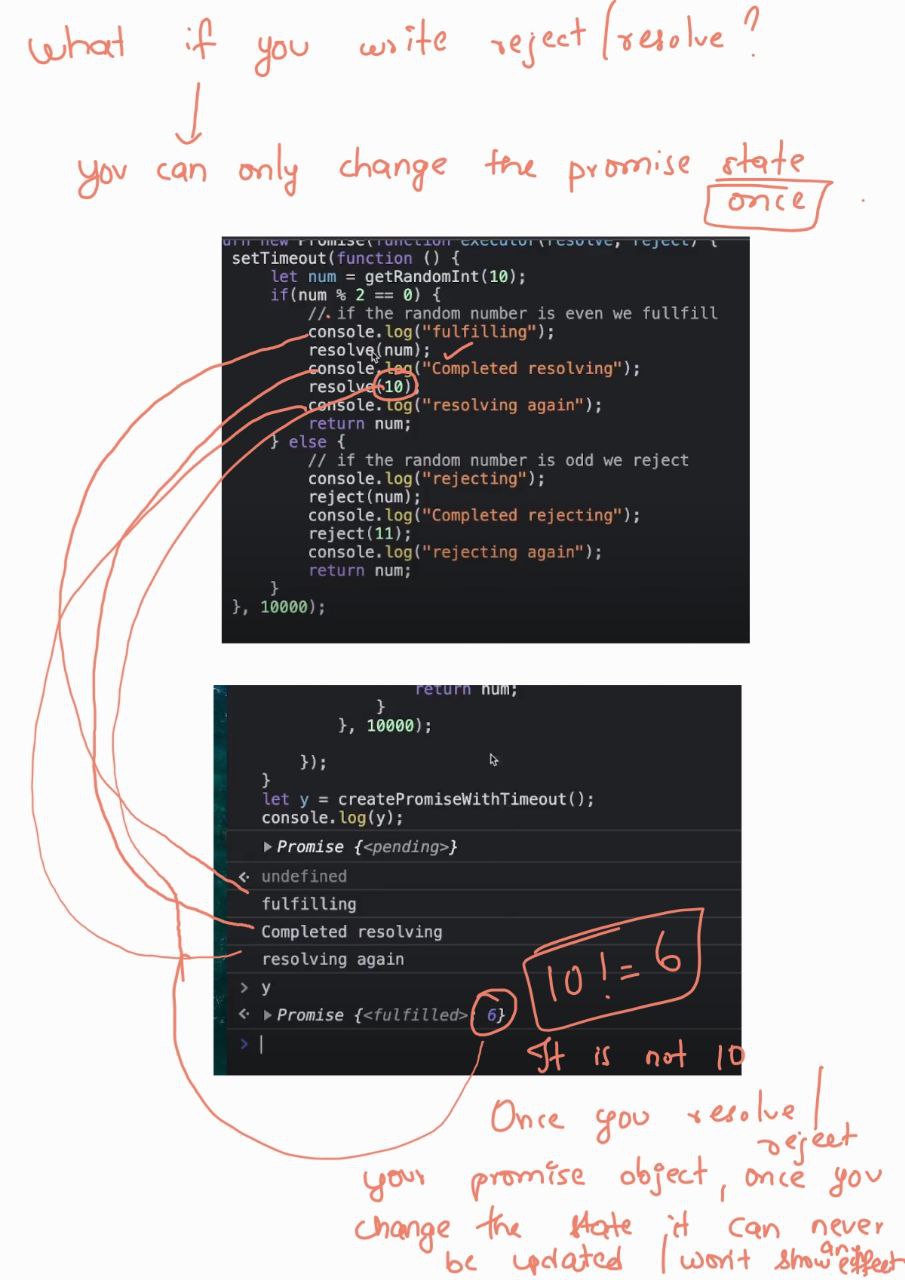 what if you write reject/resolve?
you can only change the promise state
once
urn new Promise(function executor(resolve, reject) {
setTimeout(function () {
let num = getRandomInt(10);
if(num % 2 == 0) {
// if the random number is even we fullfill
console.log("fulfilling");
resolve(num);
console.log("Completed resolving");
resolve(10)
console.log("resolving again");
return num;
} else {
// if the random number is odd we reject
console.log("rejecting");
reject(num);
console.log("Completed rejecting");
reject(11);
console.log("rejecting again");
return num;
}
}, 10000);
return num;
}
}, 10000);
});
}
let y = createPromiseWithTimeout();
console.log(y);
▸ Promise {<pending>}
undefined
fulfilling
Completed resolving
resolving again
> y
▸ Promise {<fulfilled>: 6}
>
10 != 6
It is not 10
Once you resolve/
reject
your promise object, once you
change the state it can never
be updated / won't show any effect